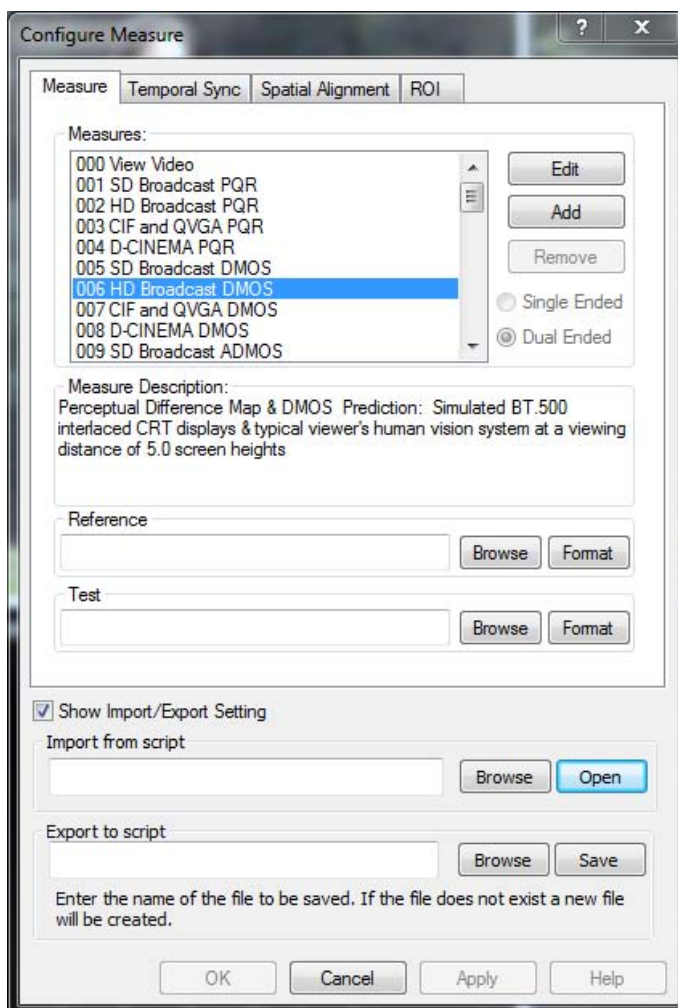 Configure Measure
? X
Measure Temporal Sync Spatial Alignment ROI
Measures:
000 View Video
001 SD Broadcast PQR
002 HD Broadcast PQR
003 CIF and QVGA PQR
004 D-CINEMA PQR
005 SD Broadcast DMOS
006 HD Broadcast DMOS
007 CIF and QVGA DMOS
008 D-CINEMA DMOS
009 SD Broadcast ADMOS
Edit
Add
Remove
Single Ended
Dual Ended
Measure Description:
Perceptual Difference Map & DMOS Prediction: Simulated BT.500
interlaced CRT displays & typical viewer's human vision system at a viewing
distance of 5.0 screen heights
Reference
Browse Format
Test
Browse Format
Show Import/Export Setting
Import from script
Browse Open
Export to script
Browse Save
Enter the name of the file to be saved. If the file does not exist a new file
will be created.
OK Cancel Apply Help